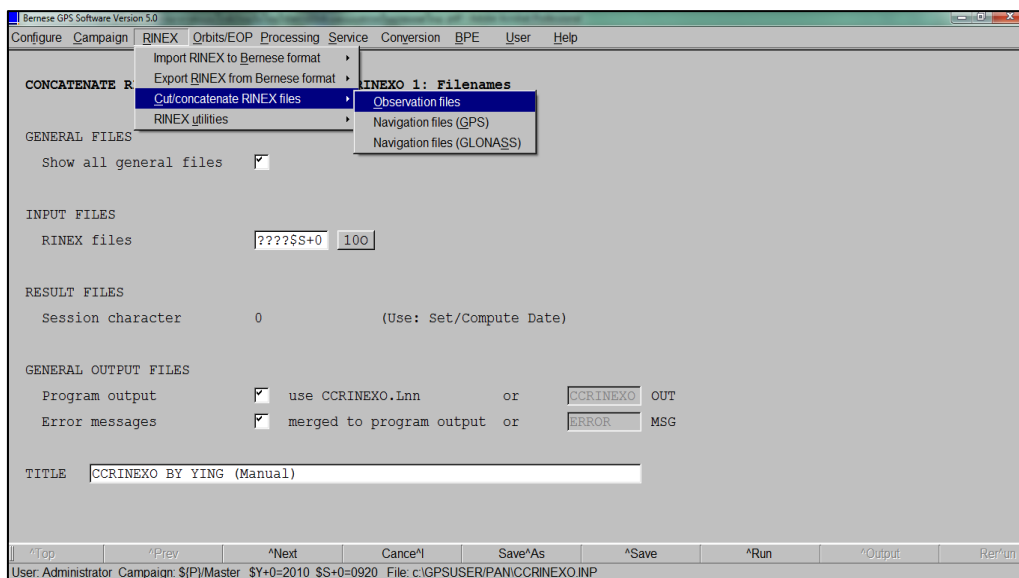 Bernese GPS Software Version 5.0
Configure Campaign RINEX Orbits/EOP Processing Service Conversion BPE User Help
Import RINEX to Bernese format
Export RINEX from Bernese format
Cut/concatenate RINEX files
RINEX utilities
Observation files
Navigation files (GPS)
Navigation files (GLONASS)
CONCATENATE R RINEXO 1: Filenames
GENERAL FILES
Show all general files
INPUT FILES
RINEX files ????$S+0 10O
RESULT FILES
Session character 0 (Use: Set/Compute Date)
GENERAL OUTPUT FILES
Program output use CCRINEXO.Lnn or CCRINEXO OUT
Error messages merged to program output or ERROR MSG
TITLE CCRINEXO BY YING (Manual)
^Top ^Prev ^Next Cance^l Save^As ^Save ^Run ^Output Rer^un
User: Administrator Campaign: ${P}/Master $Y+0=2010 $S+0=0920 File: c:\GPSUSER/PAN\CCRINEXO.INP